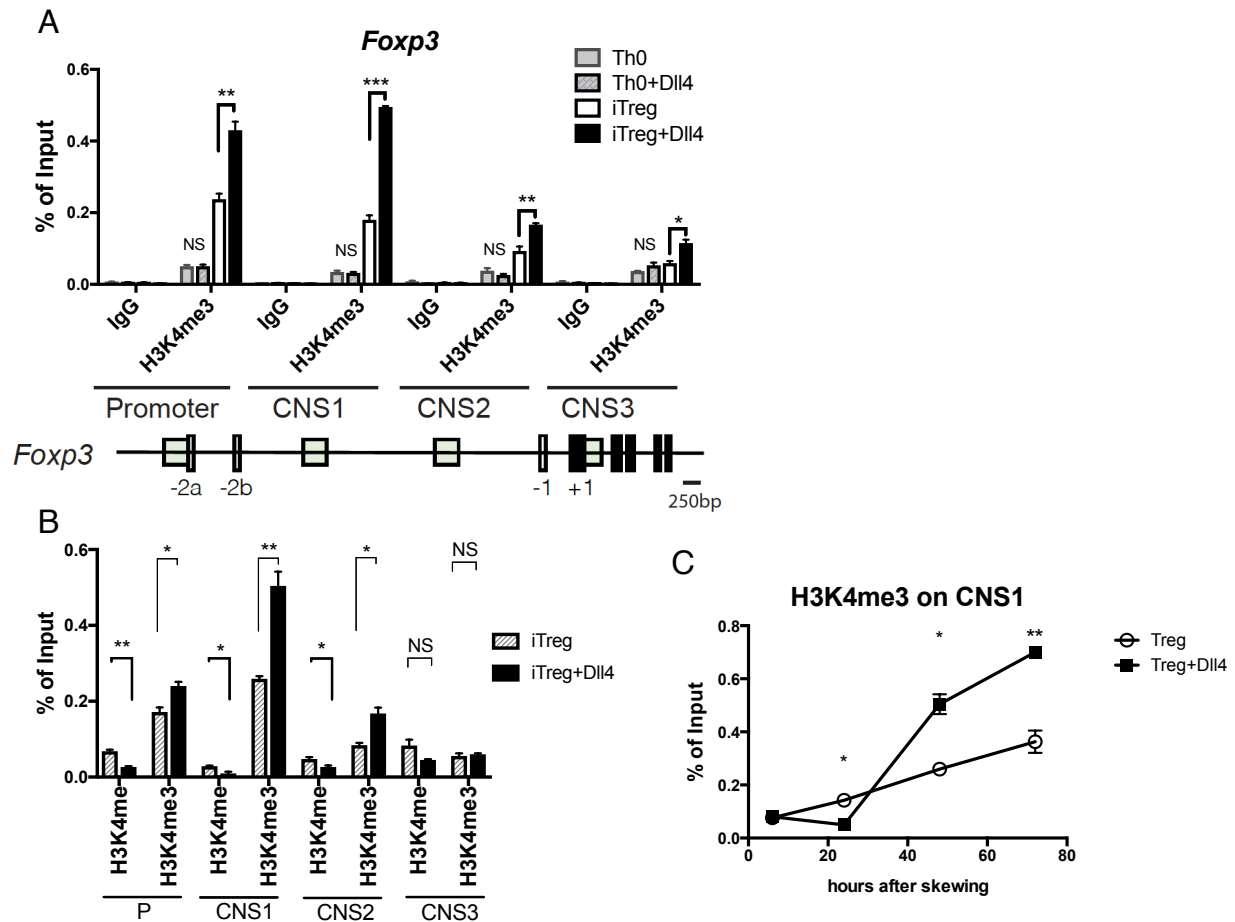 A
Foxp3
Th0
Th0+Dll4
iTreg
iTreg+Dll4
% of Input
0.6
0.4
0.2
0.0
**
***
**
*
NS
NS
NS
NS
IgG
H3K4me3
IgG
H3K4me3
IgG
H3K4me3
IgG
H3K4me3
Promoter
CNS1
CNS2
CNS3
Foxp3
-2a
-2b
-1
+1
250bp
B
% of Input
0.6
0.4
0.2
0.0
**
*
*
**
*
*
NS
NS
iTreg
iTreg+Dll4
H3K4me
H3K4me3
H3K4me
H3K4me3
H3K4me
H3K4me3
H3K4me
H3K4me3
P
CNS1
CNS2
CNS3
C
H3K4me3 on CNS1
% of Input
0.8
0.6
0.4
0.2
0.0
*
*
**
Treg
Treg+Dll4
0
20
40
60
80
hours after skewing